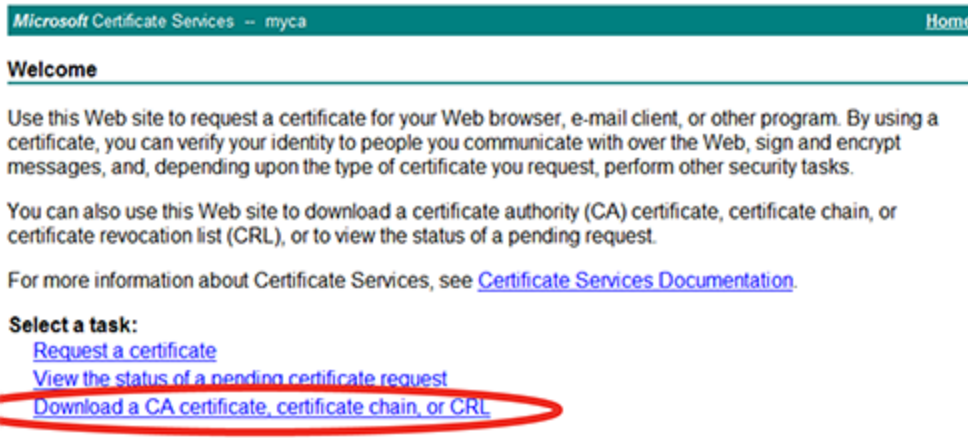 Microsoft Certificate Services -- myca Home
Welcome
Use this Web site to request a certificate for your Web browser, e-mail client, or other program. By using a
certificate, you can verify your identity to people you communicate with over the Web, sign and encrypt
messages, and, depending upon the type of certificate you request, perform other security tasks.
You can also use this Web site to download a certificate authority (CA) certificate, certificate chain, or
certificate revocation list (CRL), or to view the status of a pending request.
For more information about Certificate Services, see Certificate Services Documentation.
Select a task:
Request a certificate
View the status of a pending certificate request
Download a CA certificate, certificate chain, or CRL